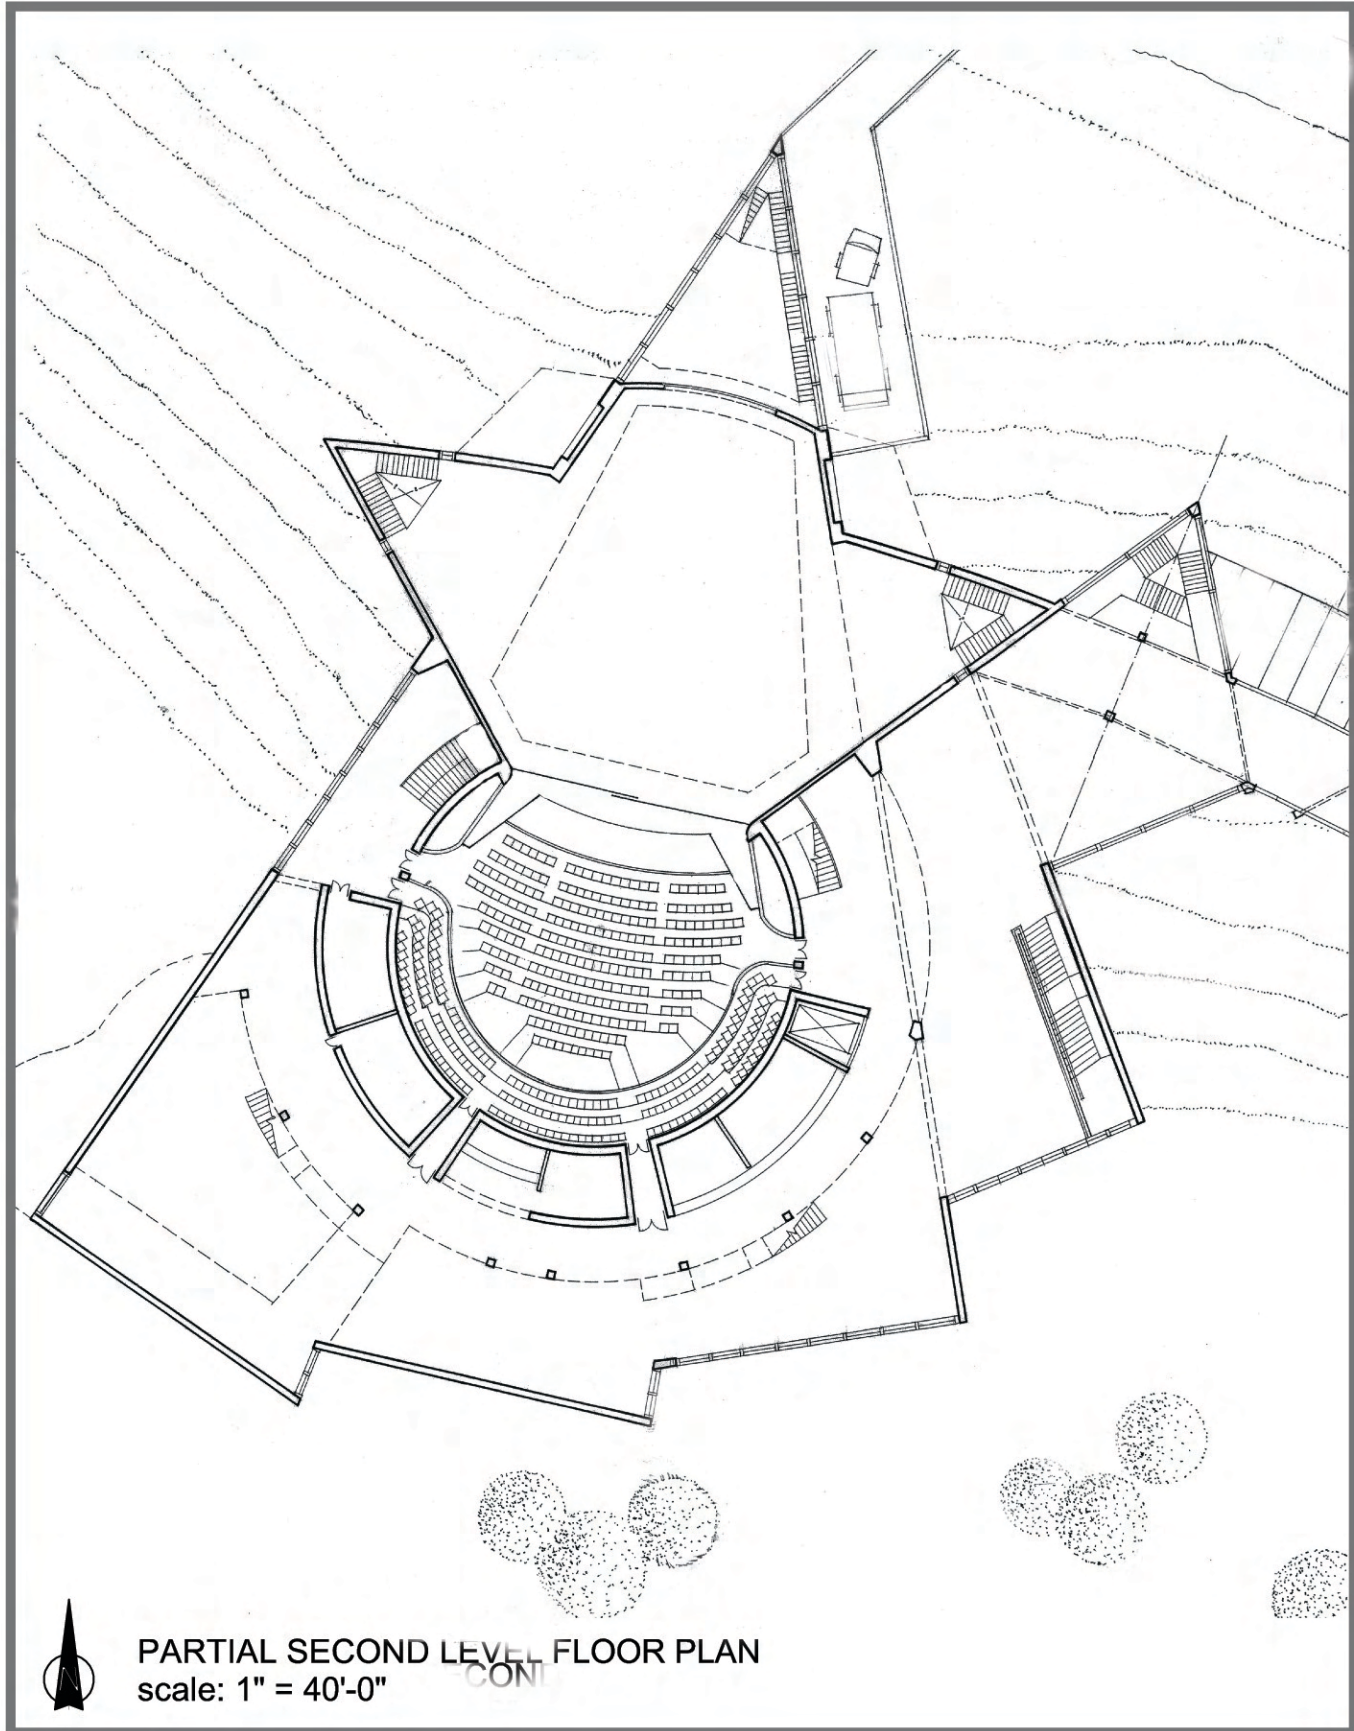 N
PARTIAL SECOND LEVEL FLOOR PLAN
scale: 1" = 40'-0"